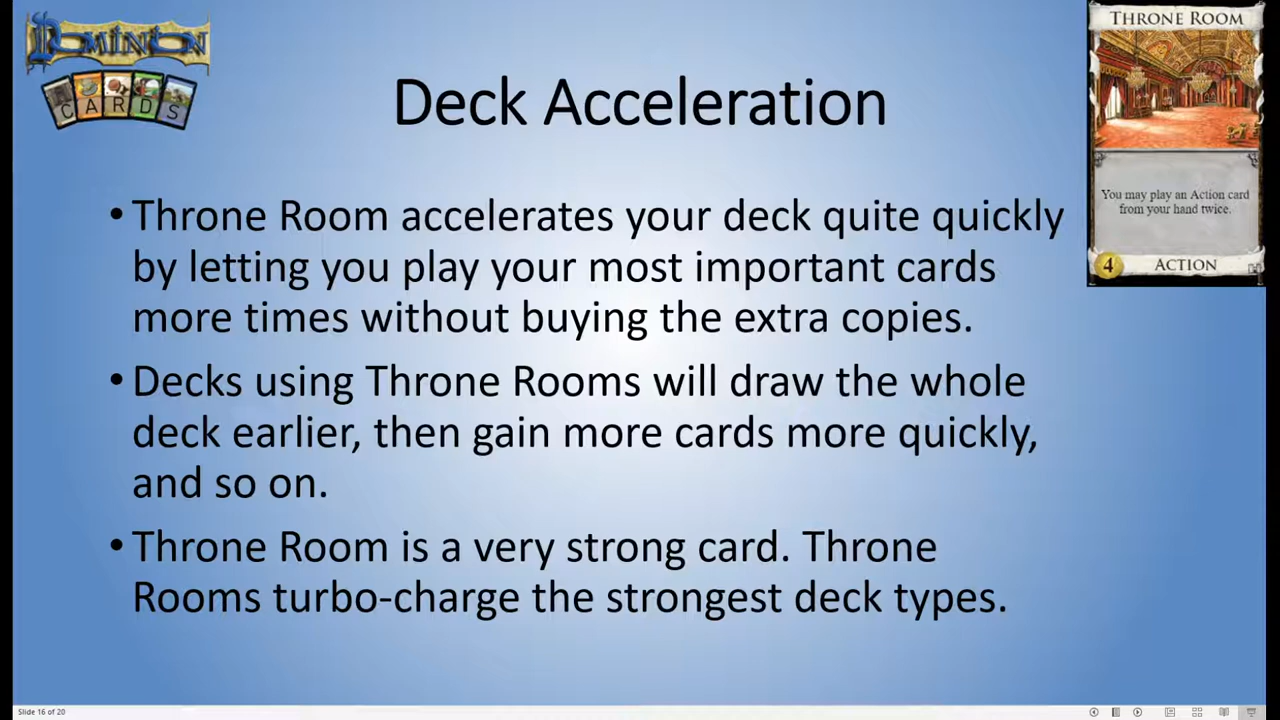 DOMINION
CARDS
THRONE ROOM
Deck Acceleration
You may play an Action card
from your hand twice.
4
ACTION
•Throne Room accelerates your deck quite quickly
by letting you play your most important cards
more times without buying the extra copies.
•Decks using Throne Rooms will draw the whole
deck earlier, then gain more cards more quickly,
and so on.
•Throne Room is a very strong card. Throne
Rooms turbo-charge the strongest deck types.
Slide 16 of 20